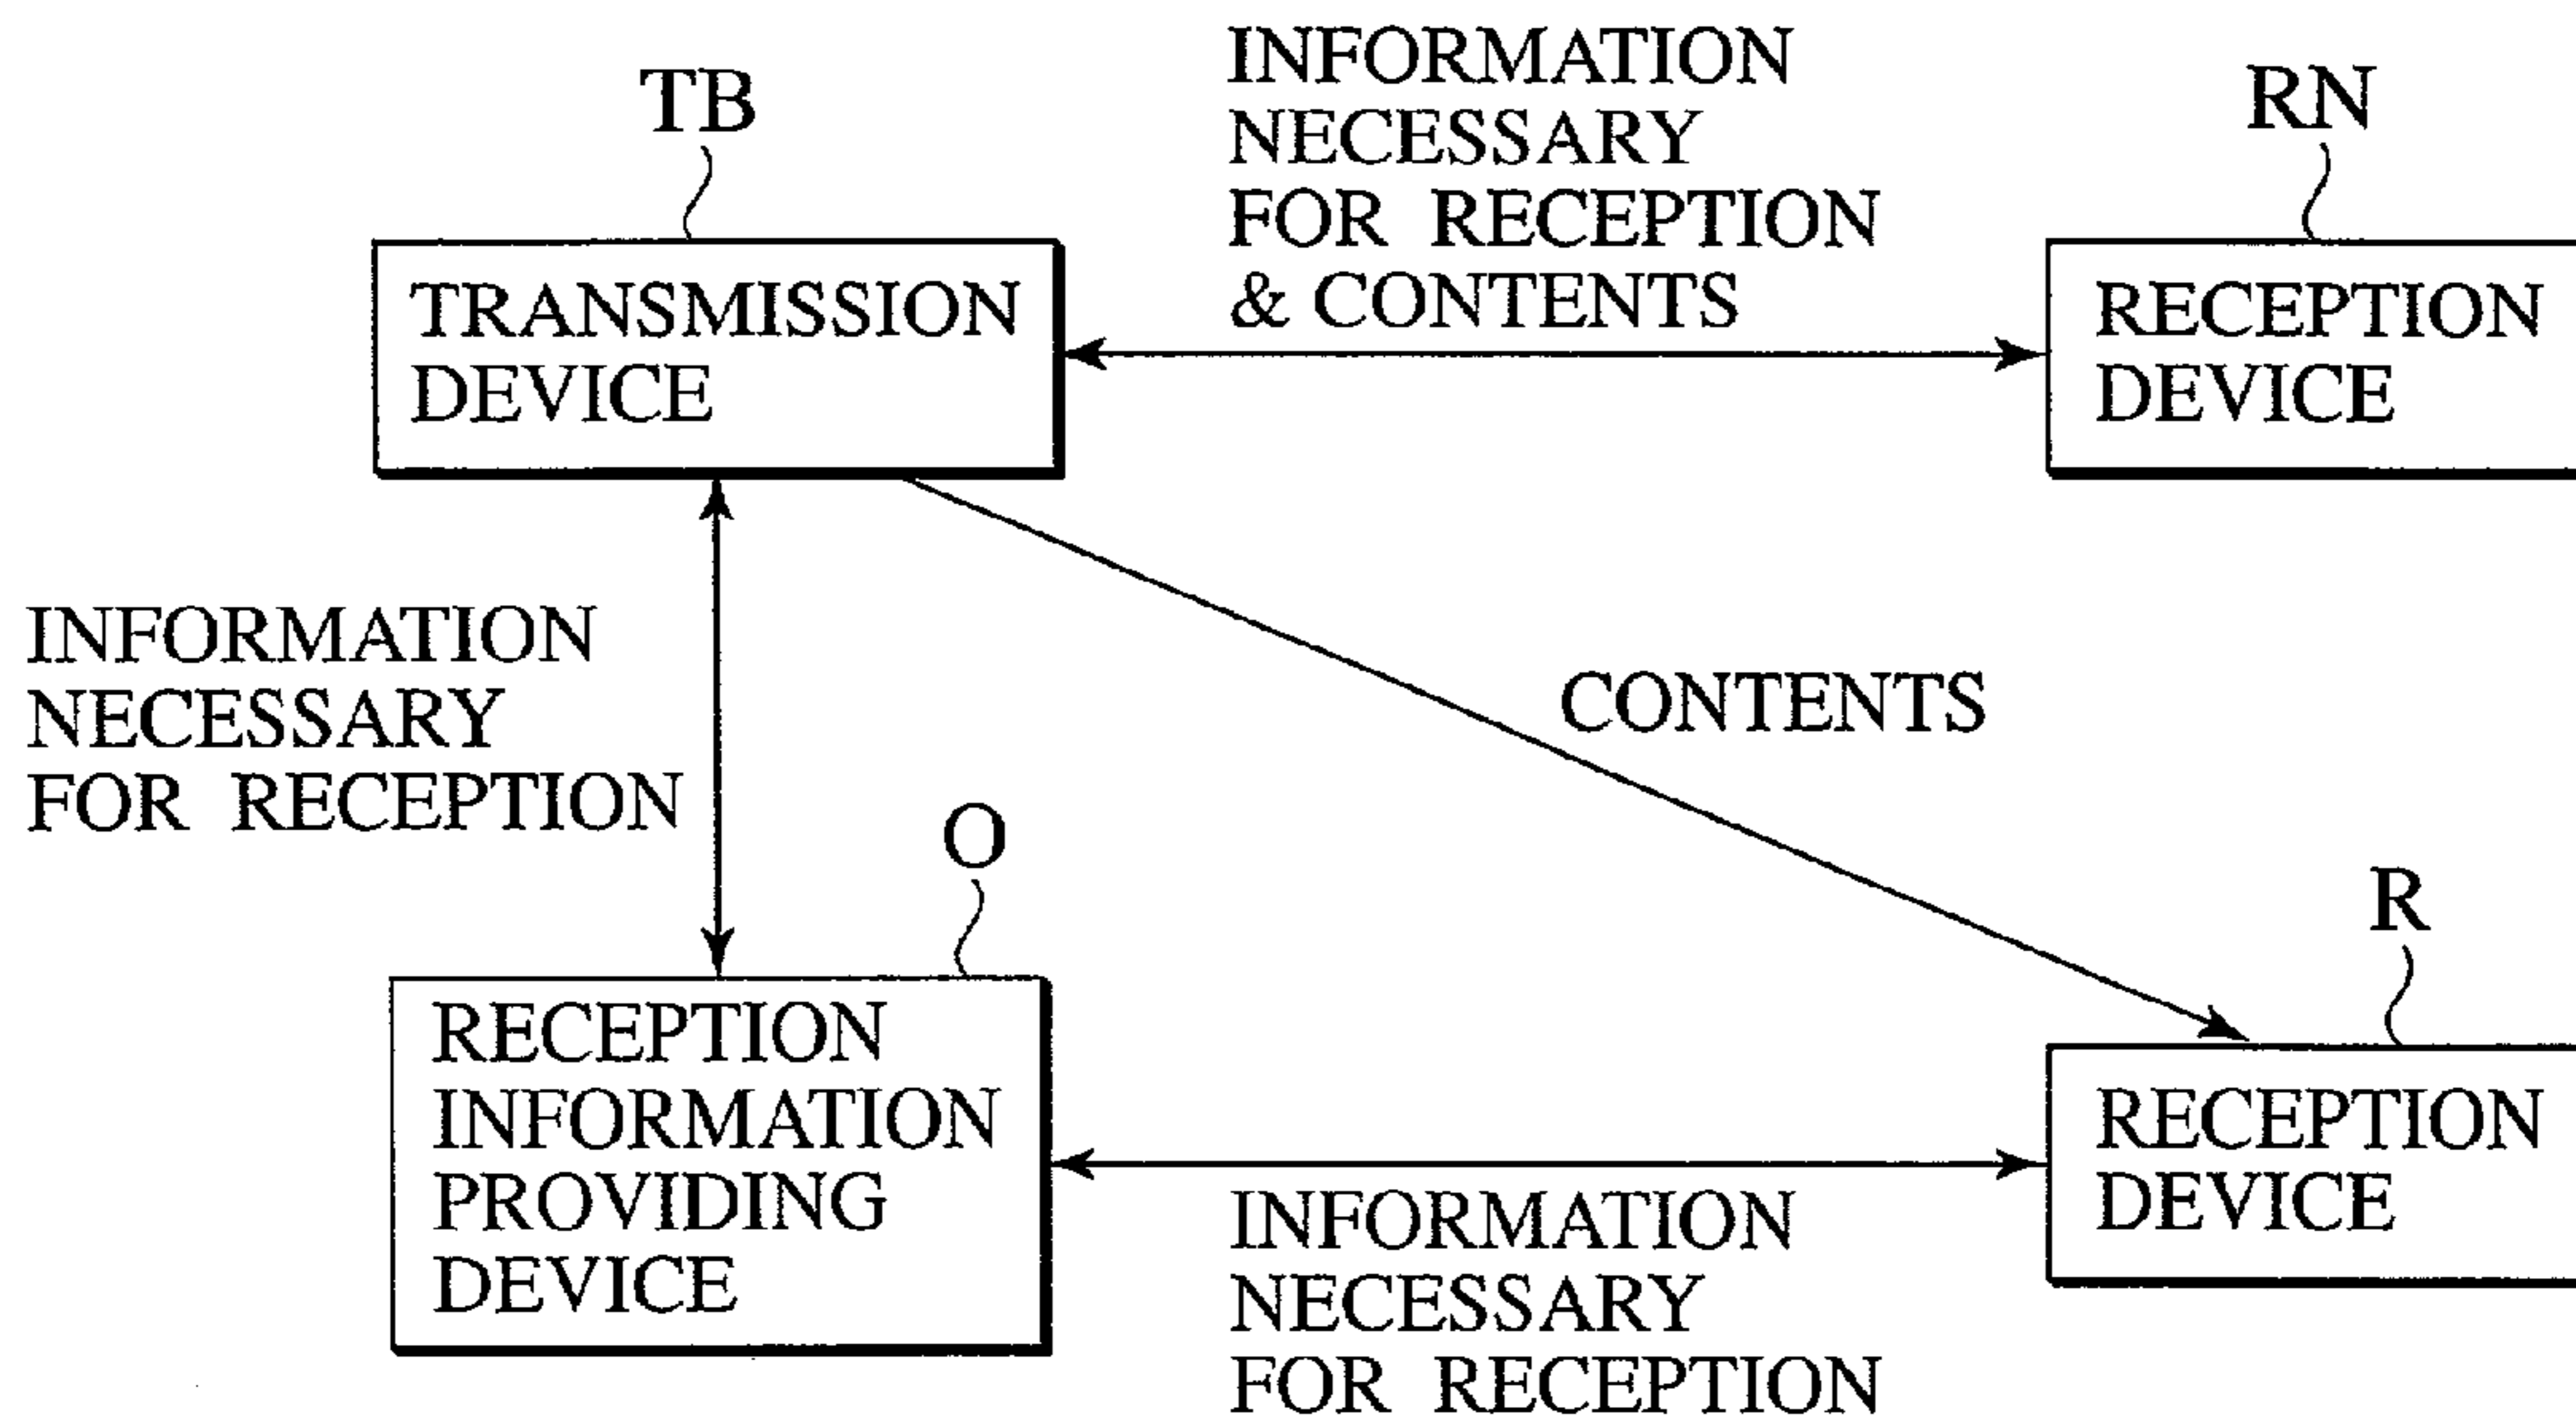 TB
INFORMATION
NECESSARY
FOR RECEPTION
& CONTENTS
RN
TRANSMISSION
DEVICE
RECEPTION
DEVICE
INFORMATION
NECESSARY
FOR RECEPTION
CONTENTS
O
R
RECEPTION
INFORMATION
PROVIDING
DEVICE
RECEPTION
DEVICE
INFORMATION
NECESSARY
FOR RECEPTION